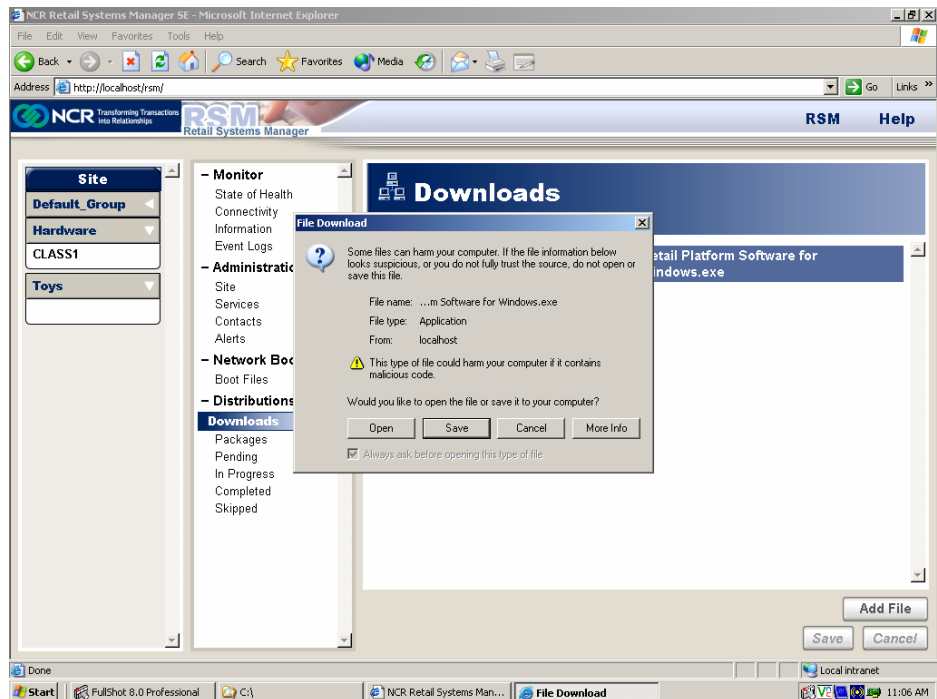 NCR Retail Systems Manager SE - Microsoft Internet Explorer
File Edit View Favorites Tools Help
Back Search Favorites Media
Address http://localhost/rsm/ Go Links »
NCR Transforming Transactions into Relationships
RSM
Retail Systems Manager
RSM Help
Site
Default_Group
Hardware
CLASS1
Toys
– Monitor
State of Health
Connectivity
Information
Event Logs
– Administratio
Site
Services
Contacts
Alerts
– Network Boo
Boot Files
– Distributions
Downloads
Packages
Pending
In Progress
Completed
Skipped
Downloads
etail Platform Software for
indows.exe
File Download
Some files can harm your computer. If the file information below
looks suspicious, or you do not fully trust the source, do not open or
save this file.
File name: ...m Software for Windows.exe
File type: Application
From: localhost
This type of file could harm your computer if it contains
malicious code.
Would you like to open the file or save it to your computer?
Open Save Cancel More Info
Always ask before opening this type of file
Add File
Save Cancel
Done Local intranet
Start FullShot 8.0 Professional C:\ NCR Retail Systems Man... File Download 11:06 AM